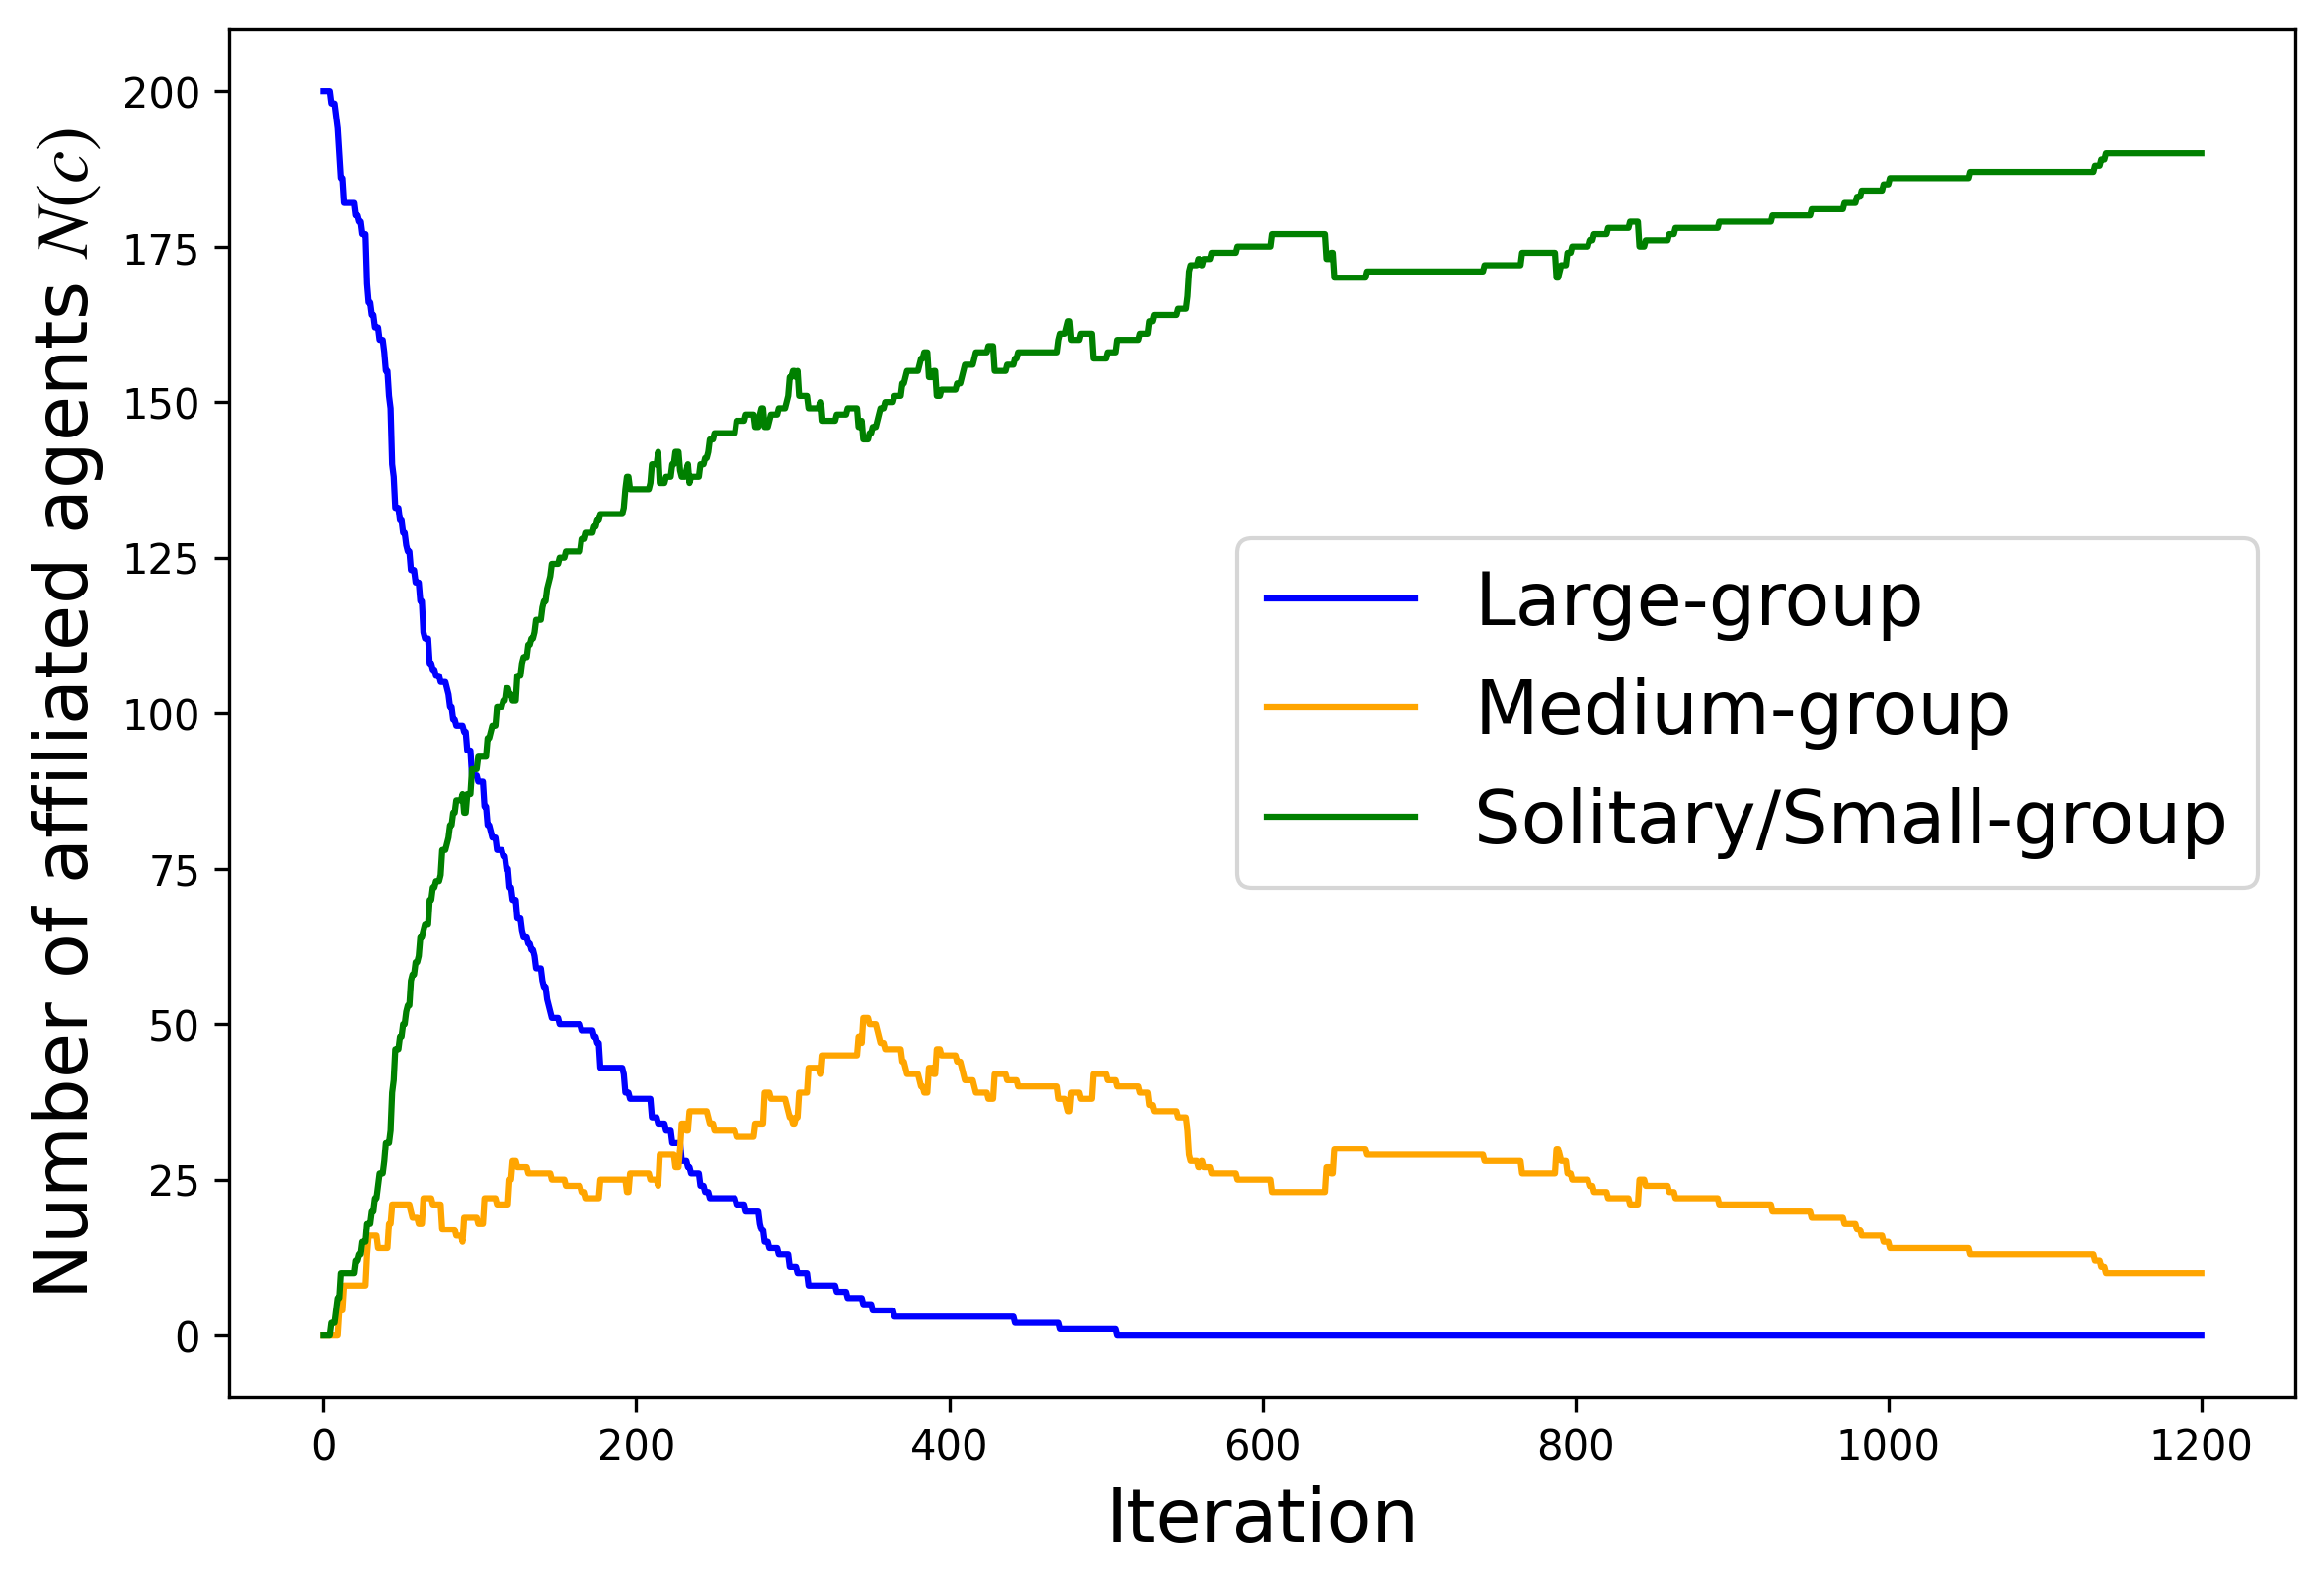 Number of affiliated agents N(c)
200
175
150
125
100
75
50
25
0
Large-group
Medium-group
Solitary/Small-group
0 200 400 600 800 1000 1200
Iteration